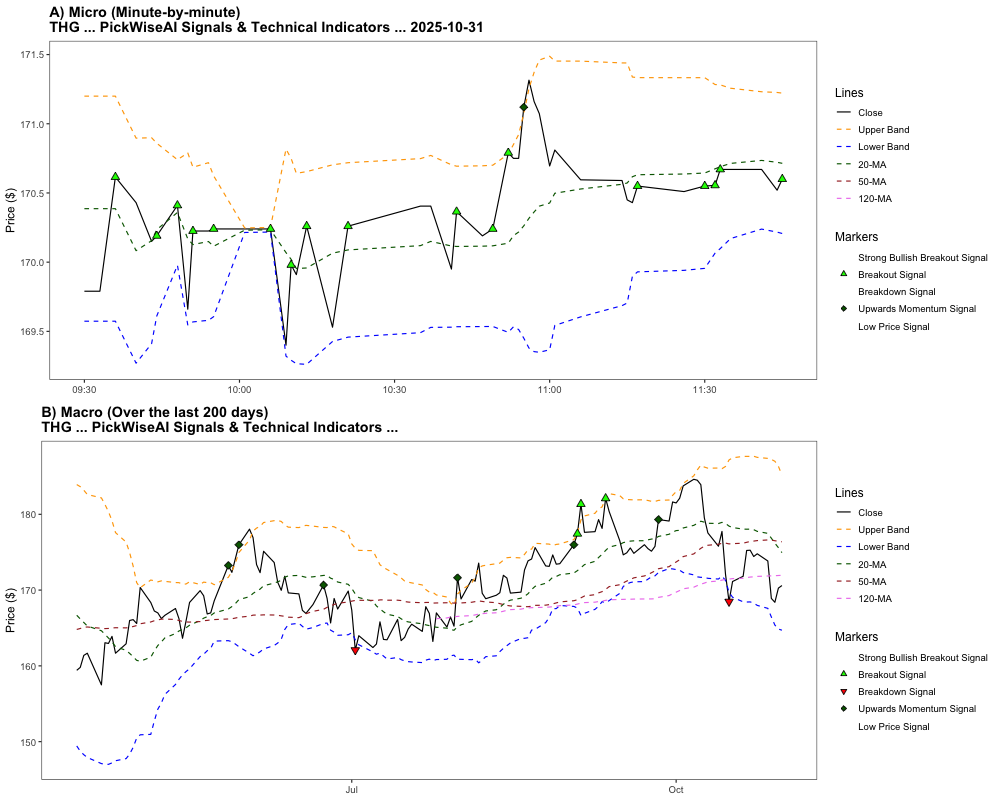 A) Micro (Minute-by-minute)
THG ... PickWiseAI Signals & Technical Indicators ... 2025-10-31
171.5
171.0
170.5
170.0
169.5
Price ($)
09:30
10:00
10:30
11:00
11:30
Lines
Close
Upper Band
Lower Band
20-MA
50-MA
120-MA
Markers
Strong Bullish Breakout Signal
Breakout Signal
Breakdown Signal
Upwards Momentum Signal
Low Price Signal
B) Macro (Over the last 200 days)
THG ... PickWiseAI Signals & Technical Indicators ...
180
170
160
150
Price ($)
Jul
Oct
Lines
Close
Upper Band
Lower Band
20-MA
50-MA
120-MA
Markers
Strong Bullish Breakout Signal
Breakout Signal
Breakdown Signal
Upwards Momentum Signal
Low Price Signal